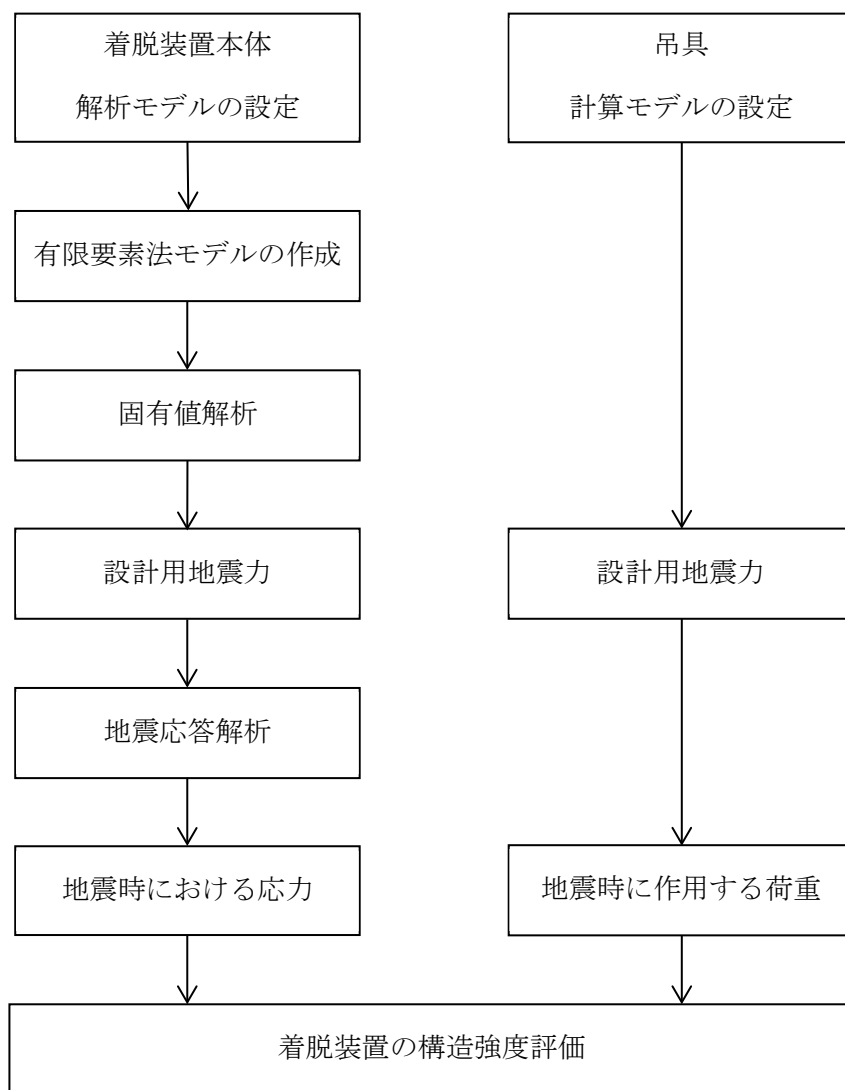 着脱装置本体
解析モデルの設定
有限要素法モデルの作成
固有値解析
設計用地震力
地震応答解析
地震時における応力
吊具
計算モデルの設定
設計用地震力
地震時に作用する荷重
着脱装置の構造強度評価